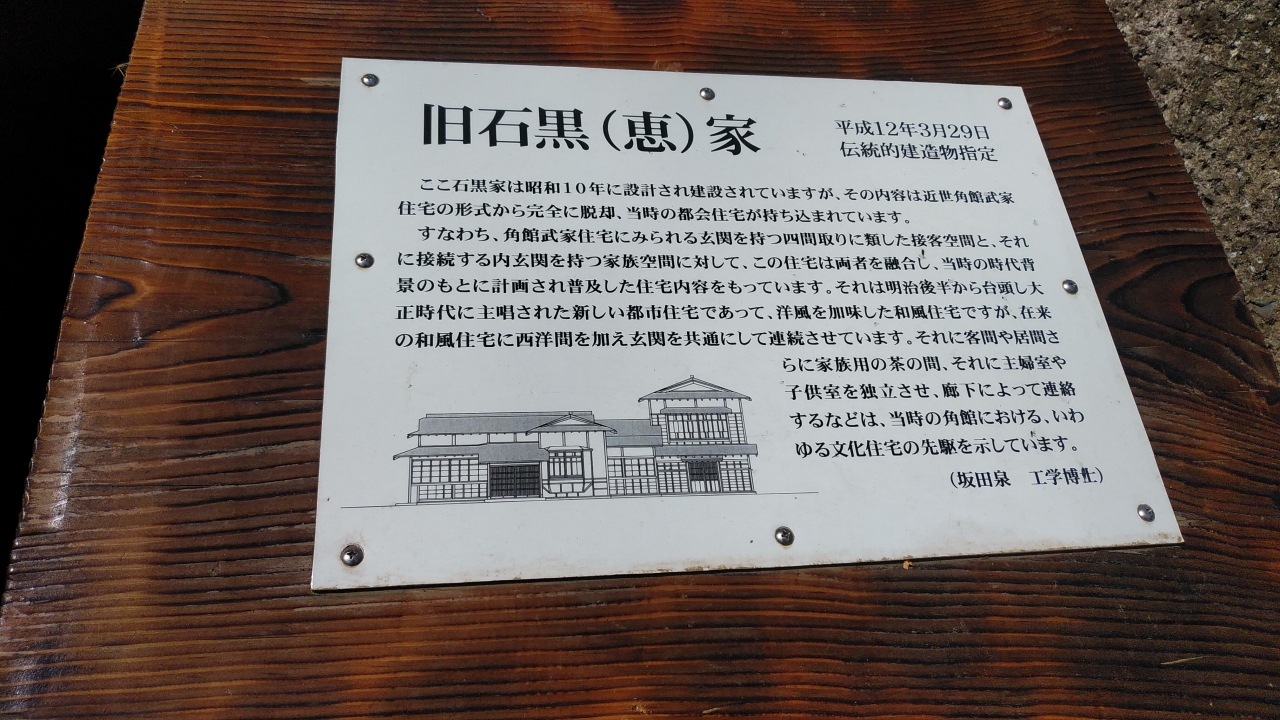 旧石黒(恵)家
平成12年3月29日
伝統的建造物指定
ここ石黒家は昭和10年に設計され建設されていますが、その内容は近世角館武家
住宅の形式から完全に脱却、当時の都会住宅が持ち込まれています。
すなわち、角館武家住宅にみられる玄関を持つ四間取りに類した接客空間と、それ
に接続する内玄関を持つ家族空間に対して、この住宅は両者を融合し、当時の時代背
景のもとに計画され普及した住宅内容をもっています。それは明治後半から台頭し大
正時代に主唱された新しい都市住宅であって、洋風を加味した和風住宅ですが、在来
の和風住宅に西洋間を加え玄関を共通にして連続させています。それに客間や居間さ
らに家族用の茶の間、それに主婦室や
子供室を独立させ、廊下によって連絡
するなどは、当時の角館における、いわ
ゆる文化住宅の先駆を示しています。
(坂田泉 工学博士)